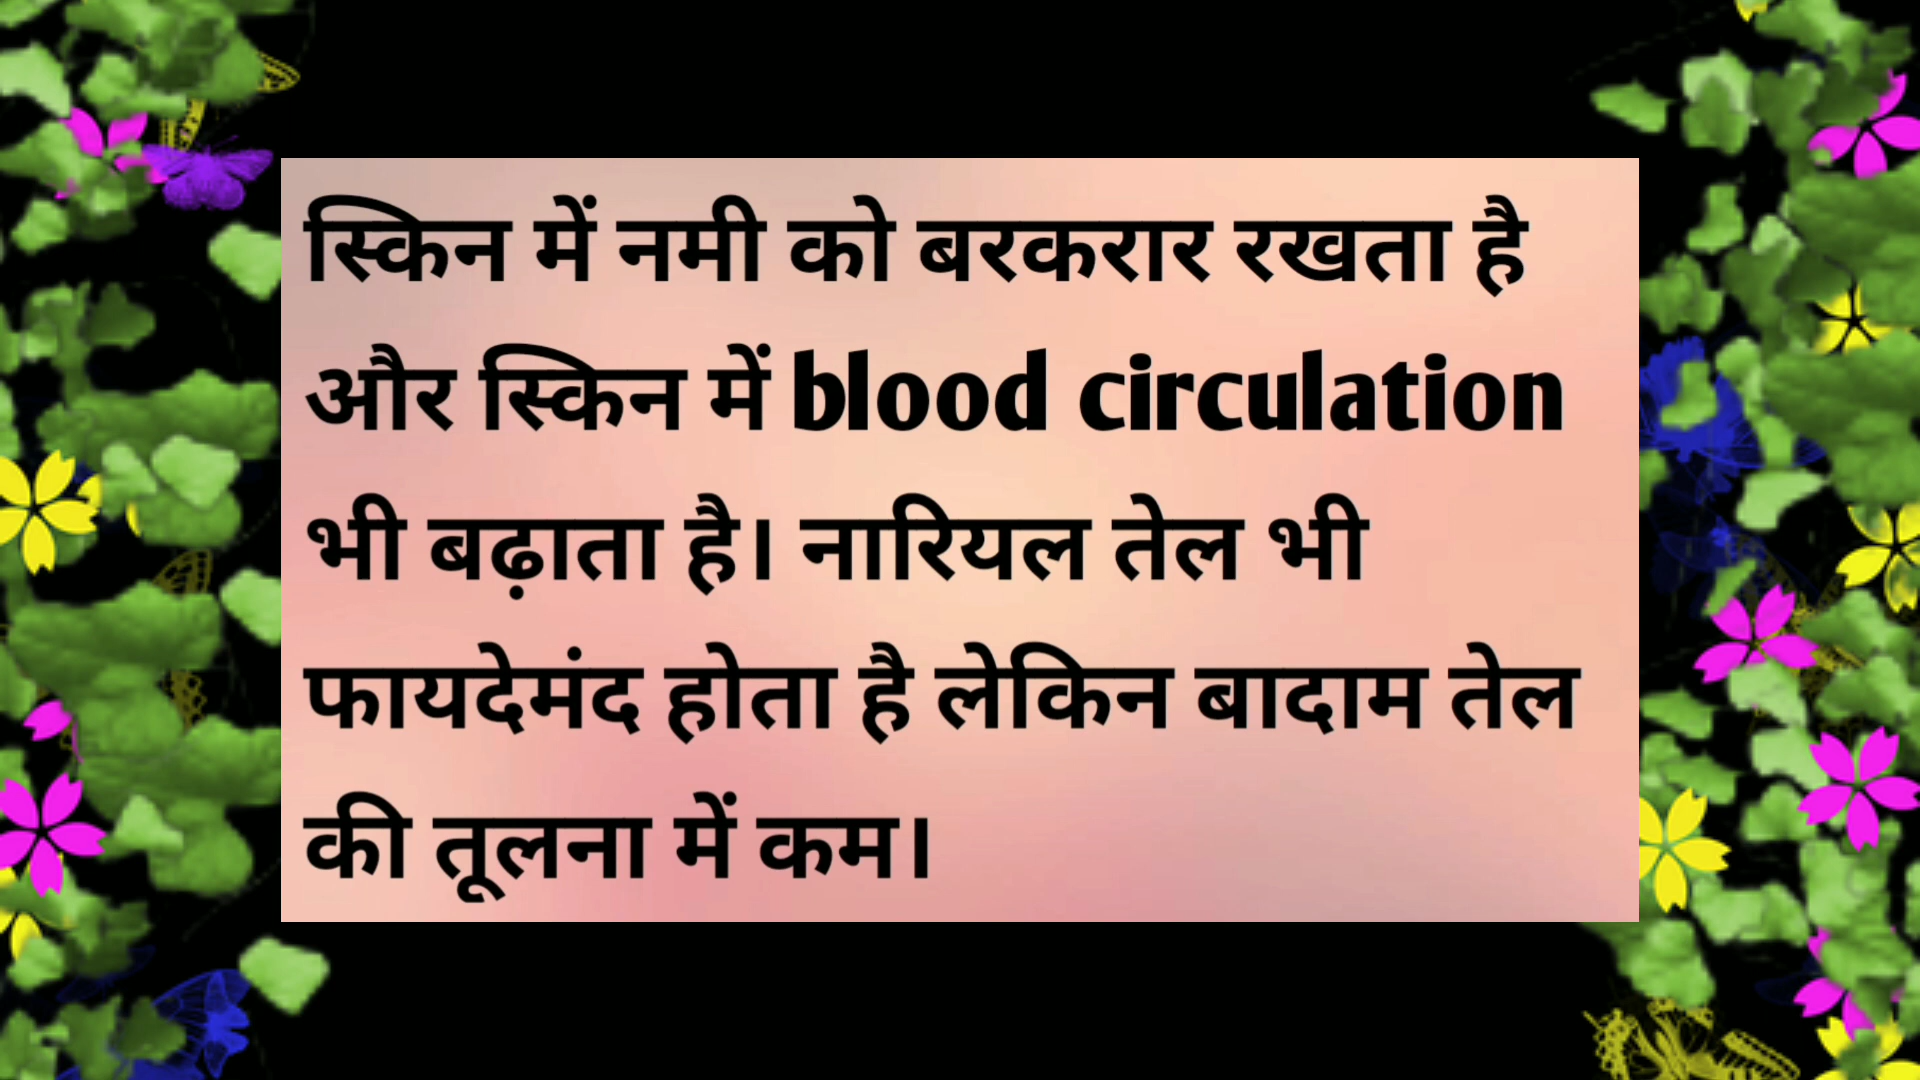 स्किन में नमी को बरकरार रखता है
और स्किन में blood circulation
भी बढ़ाता है। नारियल तेल भी
फायदेमंद होता है लेकिन बादाम तेल
की तूलना में कम।